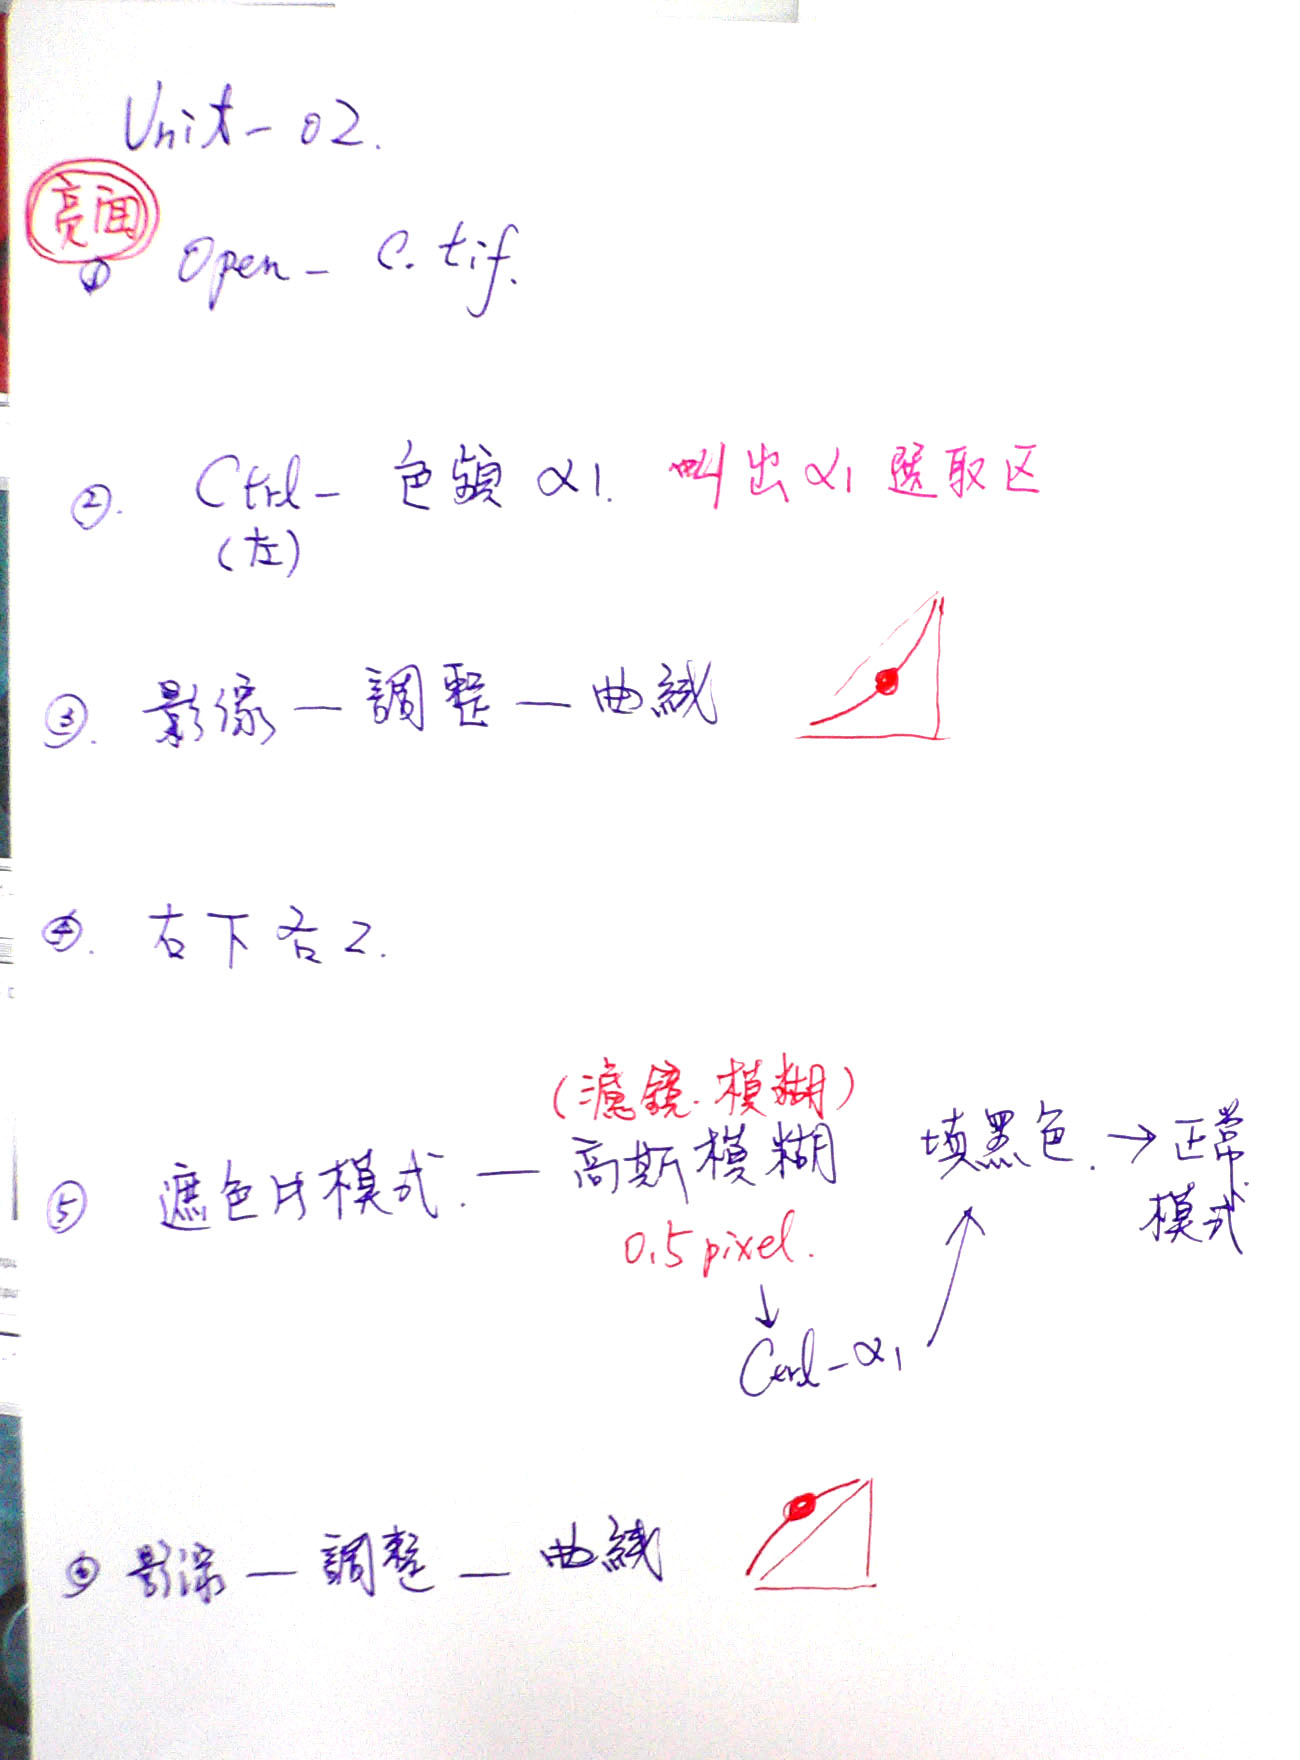 Unit-02.
亮面
① Open - C.tif.
②. Ctrl - 色頻 α1. 叫出 α1 選取区
(左)
③. 影像 — 調整 — 曲線
④. 右下各2.
(濾鏡.模糊)
⑤ 遮色片模式. — 高斯模糊 填黑色. → 正常
模式
0.5 pixel.
↓
Ctrl - α1
⑥ 影像 — 調整 — 曲線